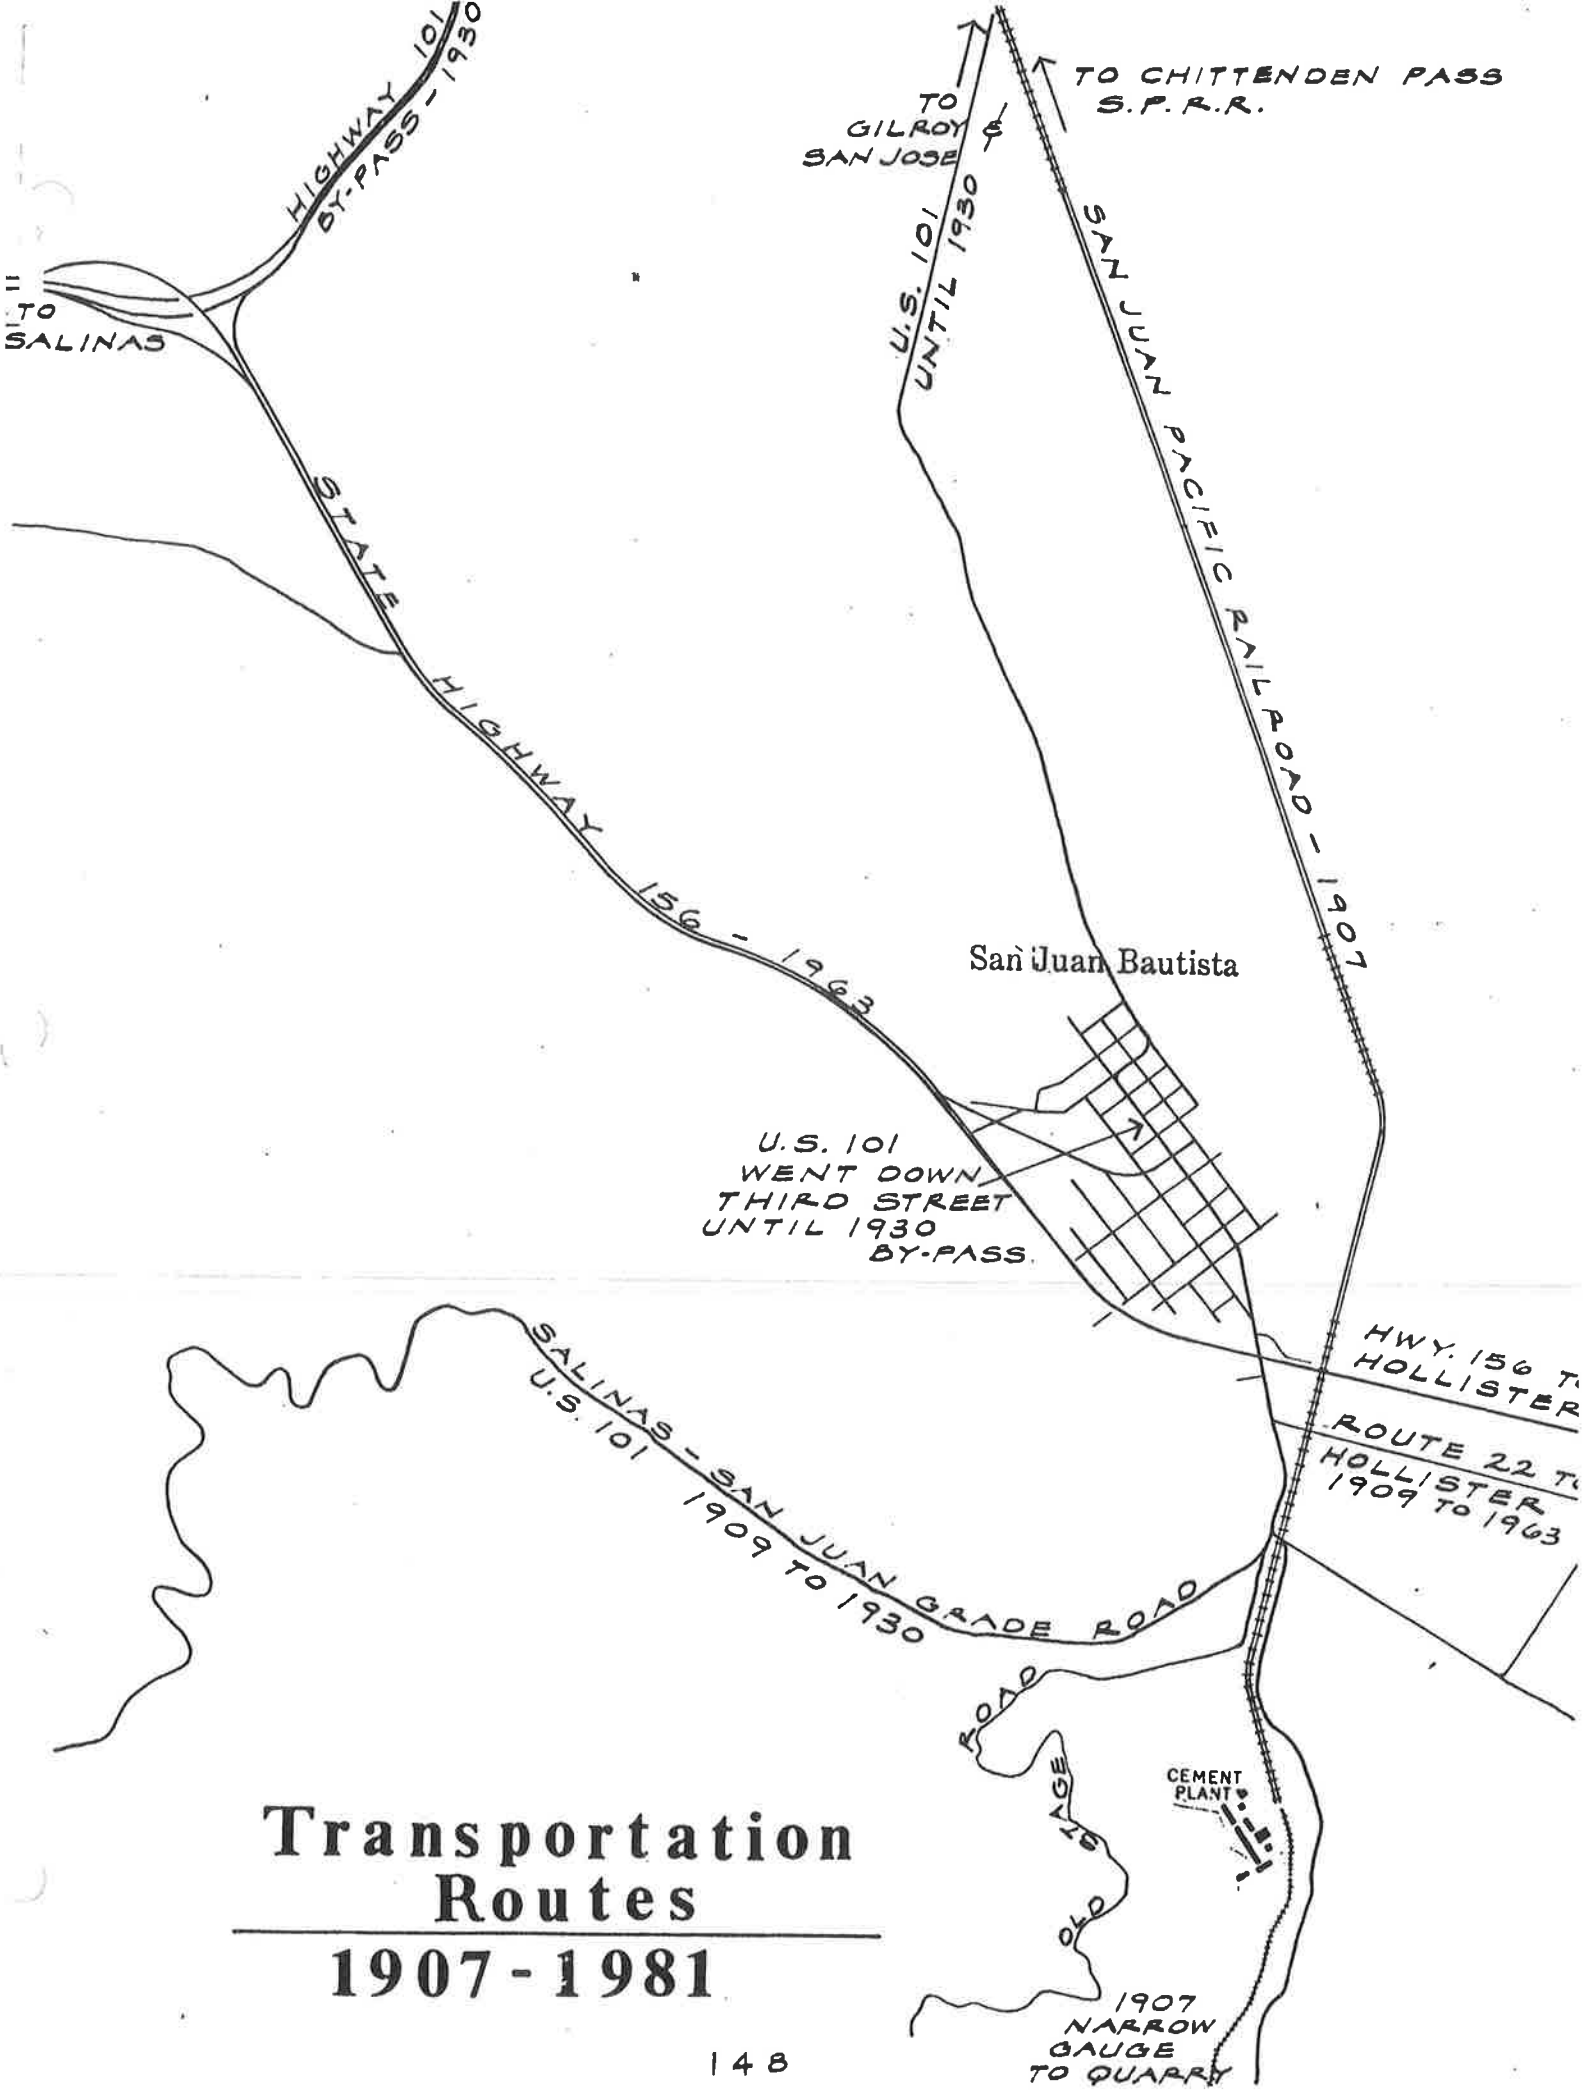 HIGHWAY 101
BY-PASS - 1930
TO
GILROY &
SAN JOSE
TO CHITTENDEN PASS
S.P.R.R.
U.S. 101
UNTIL 1930
SAN JUAN PACIFIC RAILROAD - 1907
TO
SALINAS
STATE HIGHWAY 156 - 1963
San Juan Bautista
U.S. 101
WENT DOWN
THIRD STREET
UNTIL 1930
BY-PASS.
HWY. 156 TO
HOLLISTER
ROUTE 22 TO
HOLLISTER
1909 TO 1963
SALINAS - SAN JUAN GRADE ROAD
U.S. 101 1909 TO 1930
OLD STAGE ROAD
CEMENT
PLANT
Transportation
Routes
1907 - 1981
1907
NARROW
GAUGE
TO QUARRY
148